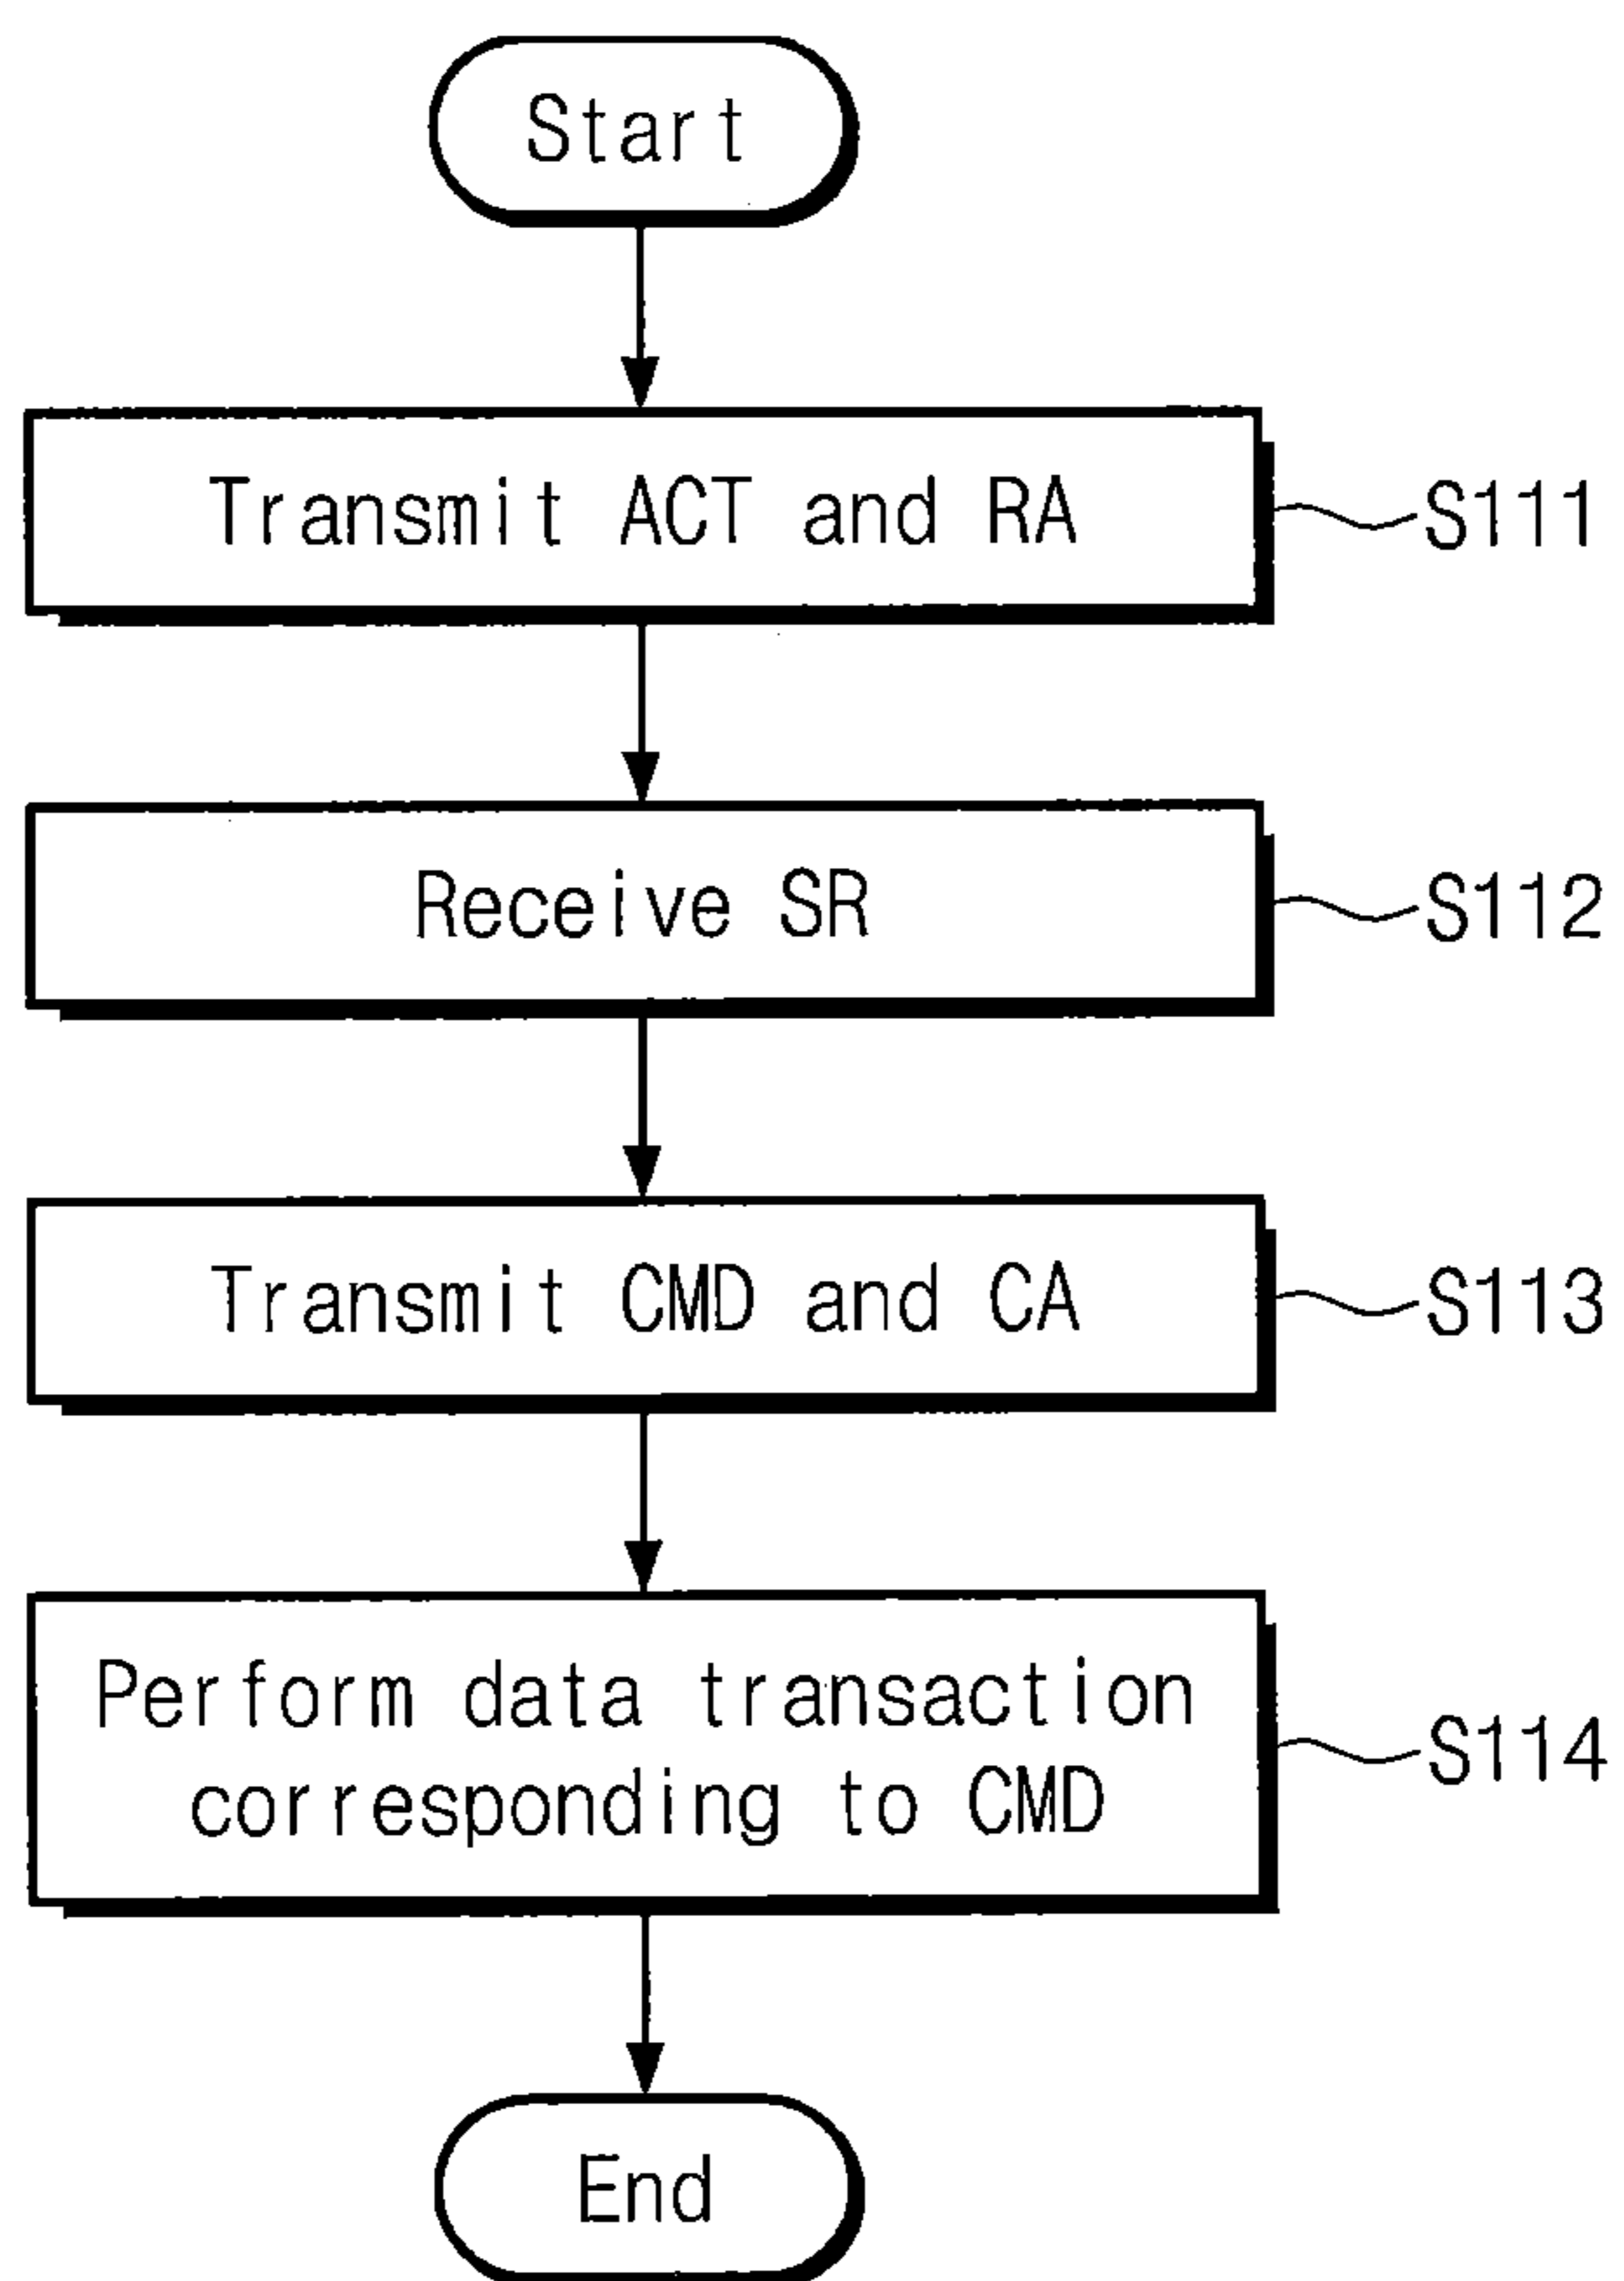 Start
Transmit ACT and RA
S111
Receive SR
S112
Transmit CMD and CA
S113
Perform data transaction
corresponding to CMD
S114
End